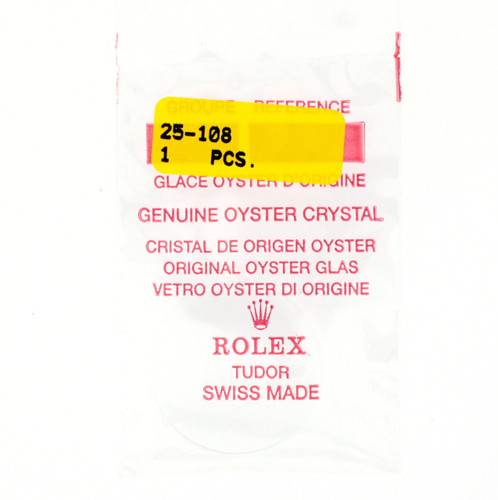 GROUPE REFERENCE
25-108
1 PCS.
GLACE OYSTER D'ORIGINE
GENUINE OYSTER CRYSTAL
CRISTAL DE ORIGEN OYSTER
ORIGINAL OYSTER GLAS
VETRO OYSTER DI ORIGINE
ROLEX
TUDOR
SWISS MADE